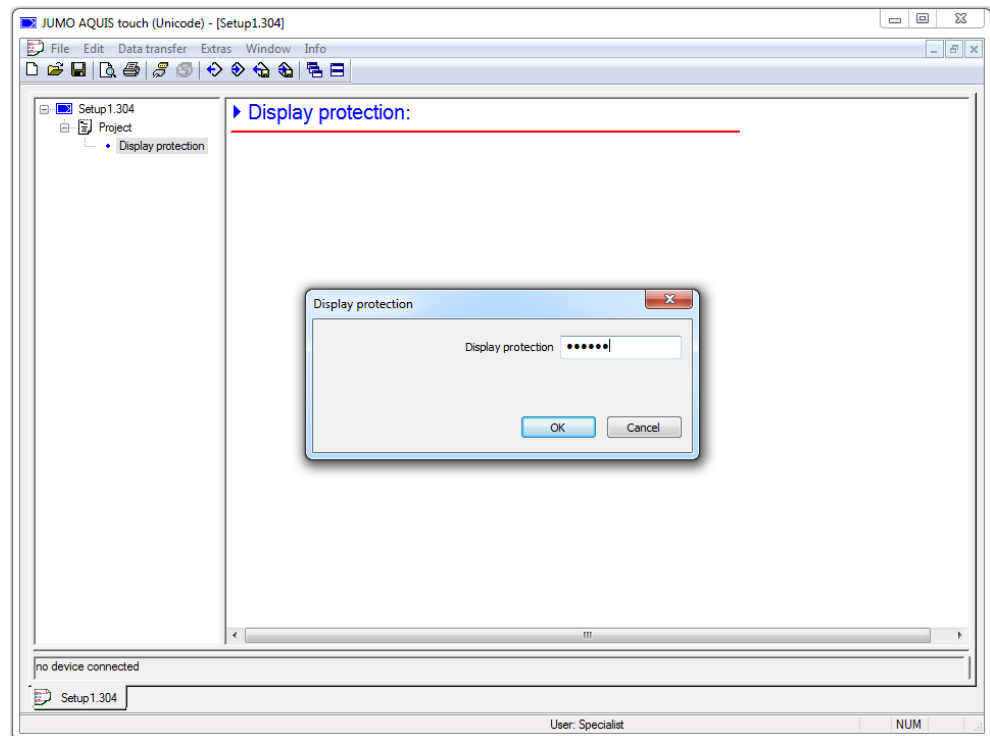 JUMO AQUIS touch (Unicode) - [Setup1.304]
File Edit Data transfer Extras Window Info
Setup1.304
Project
Display protection
Display protection:
Display protection
Display protection ••••••
OK Cancel
no device connected
Setup1.304
User: Specialist NUM